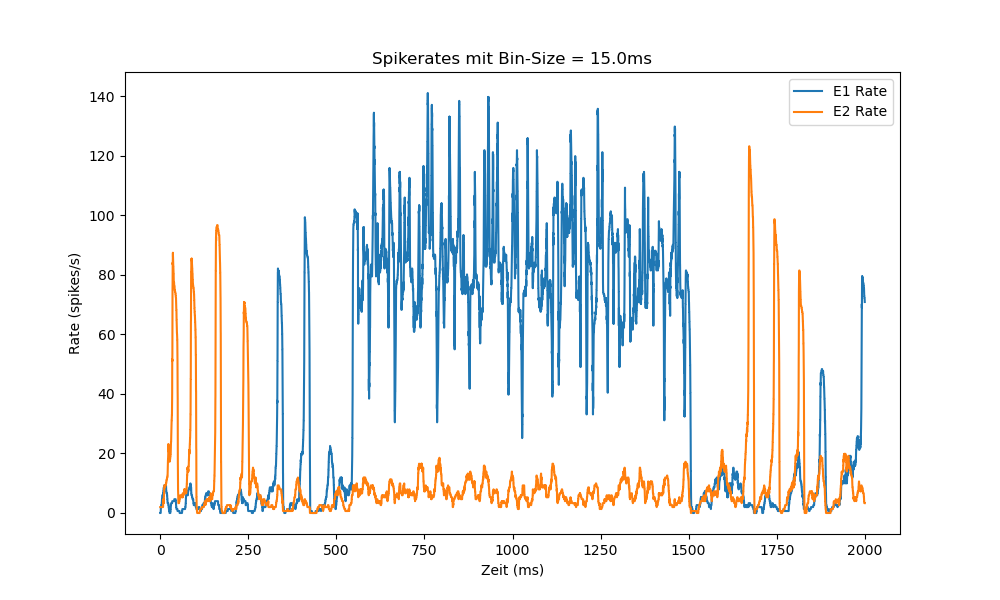 Spikerates mit Bin-Size = 15.0ms
E1 Rate
E2 Rate
Rate (spikes/s)
140
120
100
80
60
40
20
0
0 250 500 750 1000 1250 1500 1750 2000
Zeit (ms)